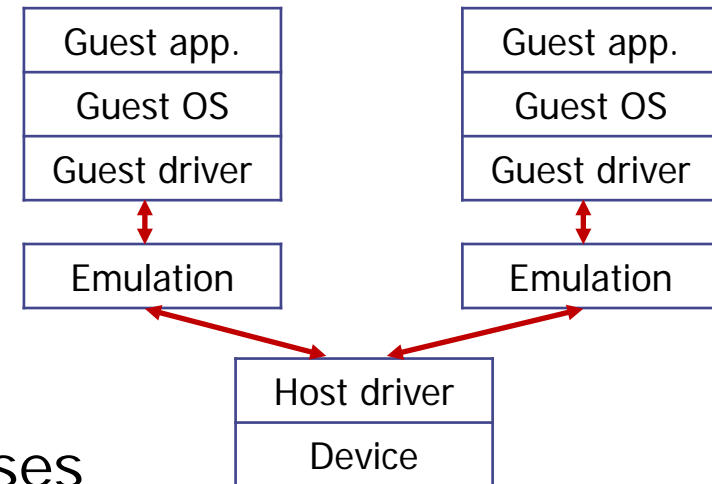 Guest app.
Guest OS
Guest driver
Emulation
Guest app.
Guest OS
Guest driver
Emulation
Host driver
Device